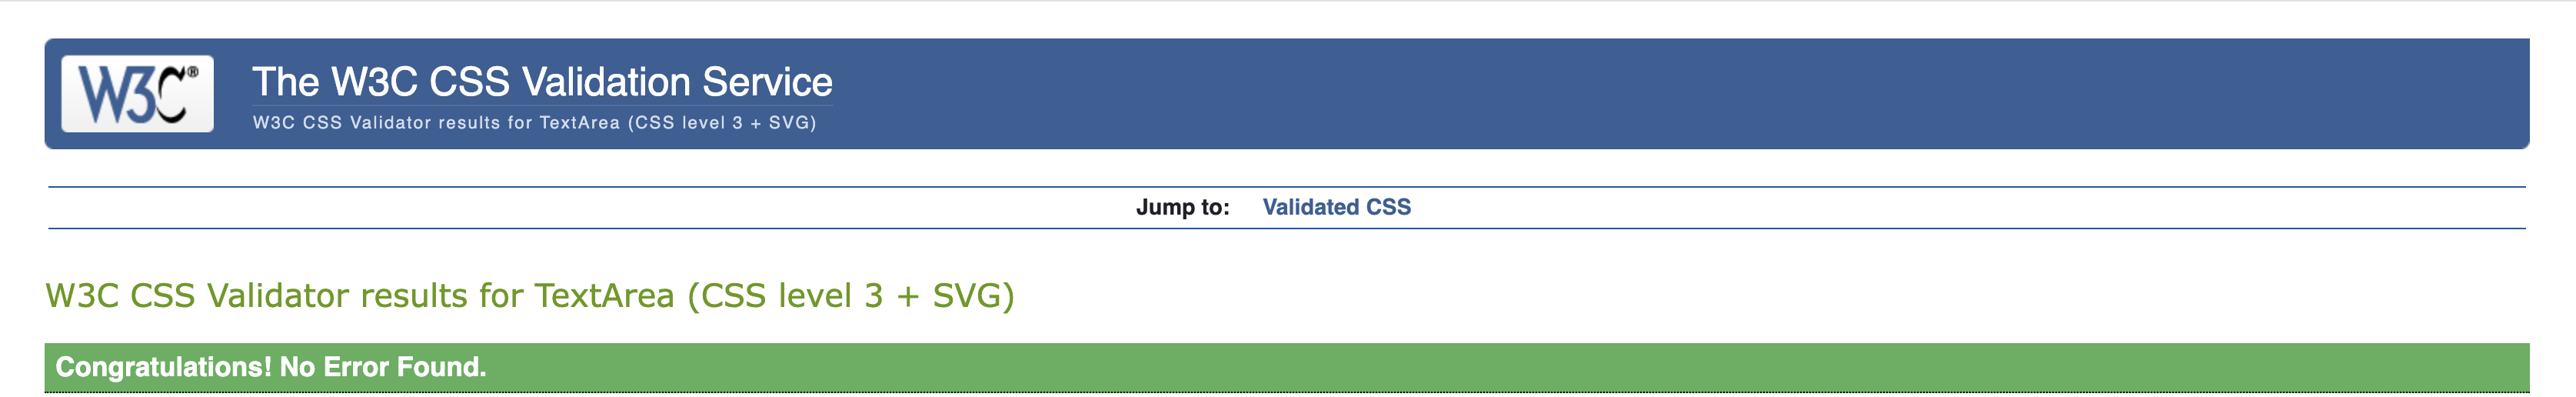 W3C®
The W3C CSS Validation Service
W3C CSS Validator results for TextArea (CSS level 3 + SVG)
Jump to: Validated CSS
W3C CSS Validator results for TextArea (CSS level 3 + SVG)
Congratulations! No Error Found.